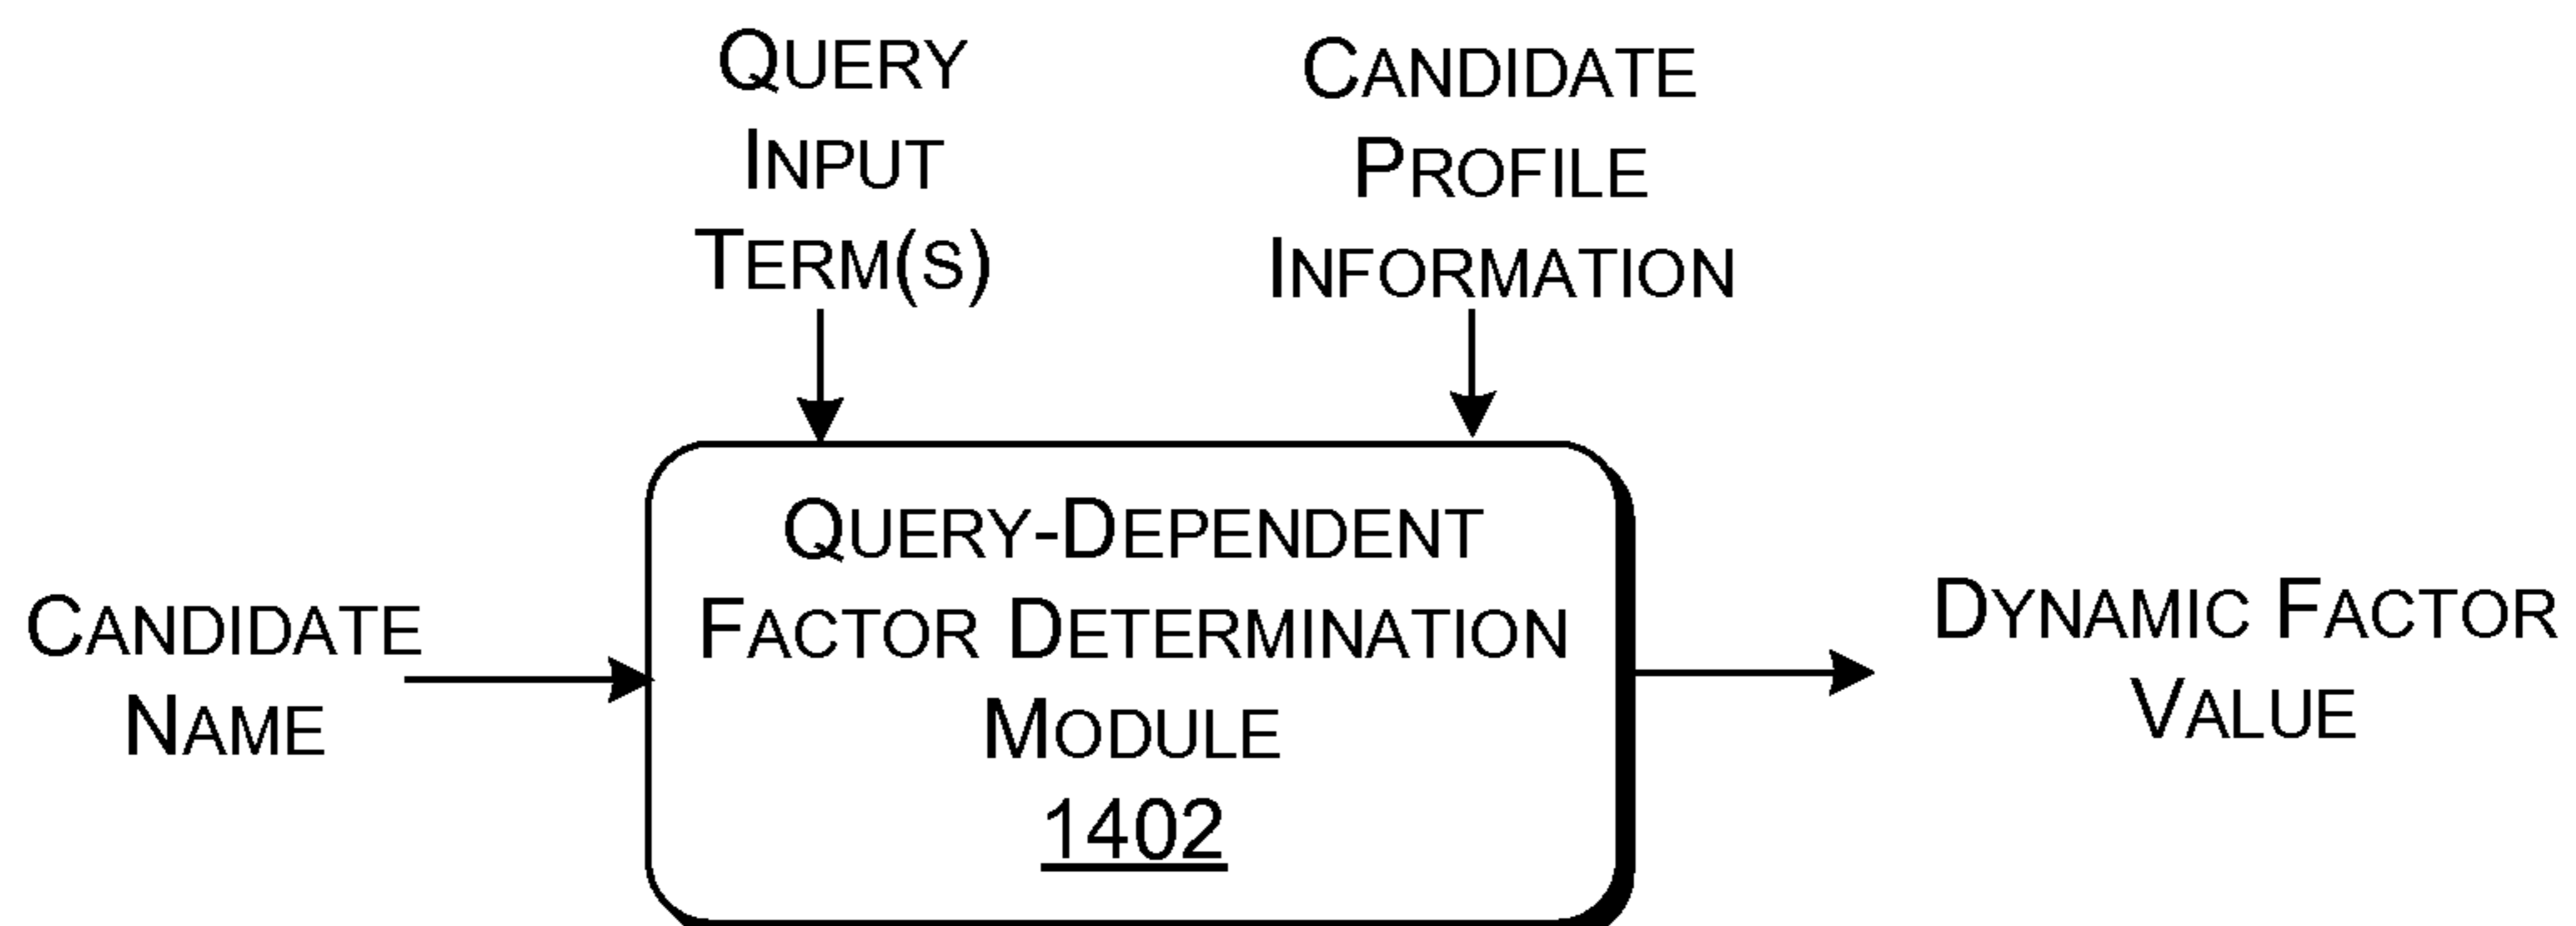 QUERY
INPUT
TERM(S)
CANDIDATE
PROFILE
INFORMATION
CANDIDATE
NAME
QUERY-DEPENDENT
FACTOR DETERMINATION
MODULE
1402
DYNAMIC FACTOR
VALUE